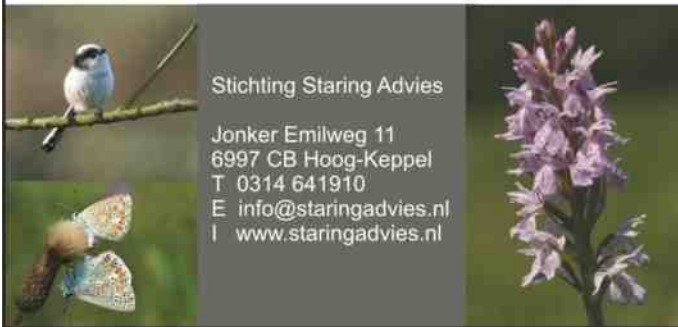 Stichting Staring Advies
Jonker Emilweg 11
6997 CB Hoog-Keppel
T 0314 641910
E info@staringadvies.nl
I www.staringadvies.nl